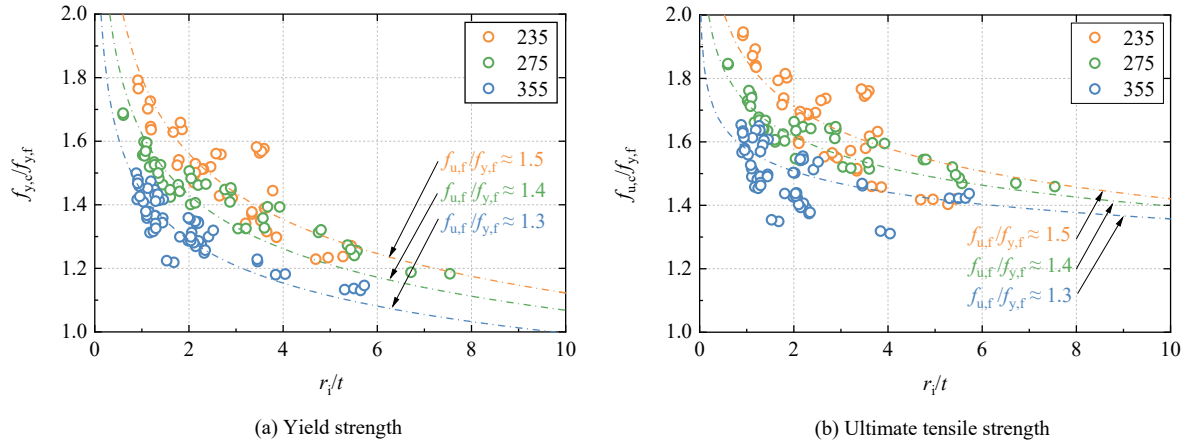 2.0
1.8
1.6
1.4
1.2
1.0
f_y,c/f_y,f
235
275
355
f_u,f/f_y,f ≈ 1.5
f_u,f/f_y,f ≈ 1.4
f_u,f/f_y,f ≈ 1.3
0 2 4 6 8 10
r_i/t
(a) Yield strength
2.0
1.8
1.6
1.4
1.2
1.0
f_u,c/f_y,f
235
275
355
f_u,f/f_y,f ≈ 1.5
f_u,f/f_y,f ≈ 1.4
f_u,f/f_y,f ≈ 1.3
0 2 4 6 8 10
r_i/t
(b) Ultimate tensile strength